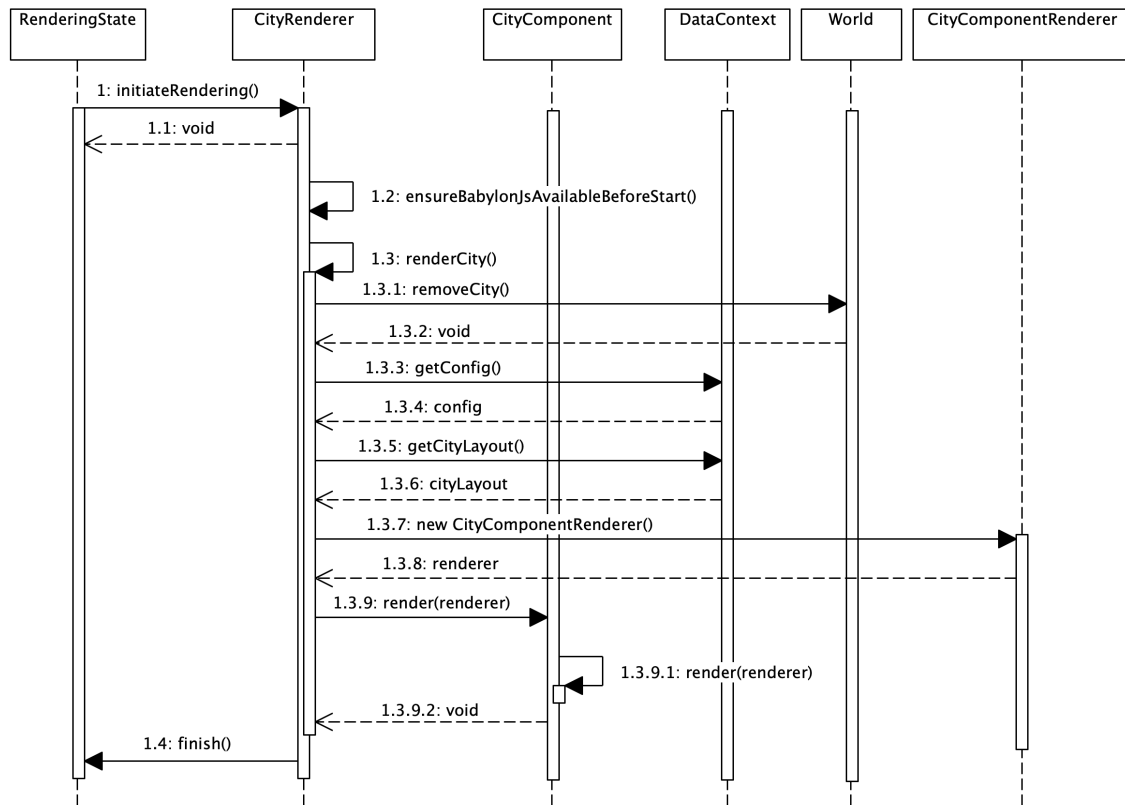 RenderingState
CityRenderer
CityComponent
DataContext
World
CityComponentRenderer
1: initiateRendering()
1.1: void
1.2: ensureBabylonJsAvailableBeforeStart()
1.3: renderCity()
1.3.1: removeCity()
1.3.2: void
1.3.3: getConfig()
1.3.4: config
1.3.5: getCityLayout()
1.3.6: cityLayout
1.3.7: new CityComponentRenderer()
1.3.8: renderer
1.3.9: render(renderer)
1.3.9.1: render(renderer)
1.3.9.2: void
1.4: finish()